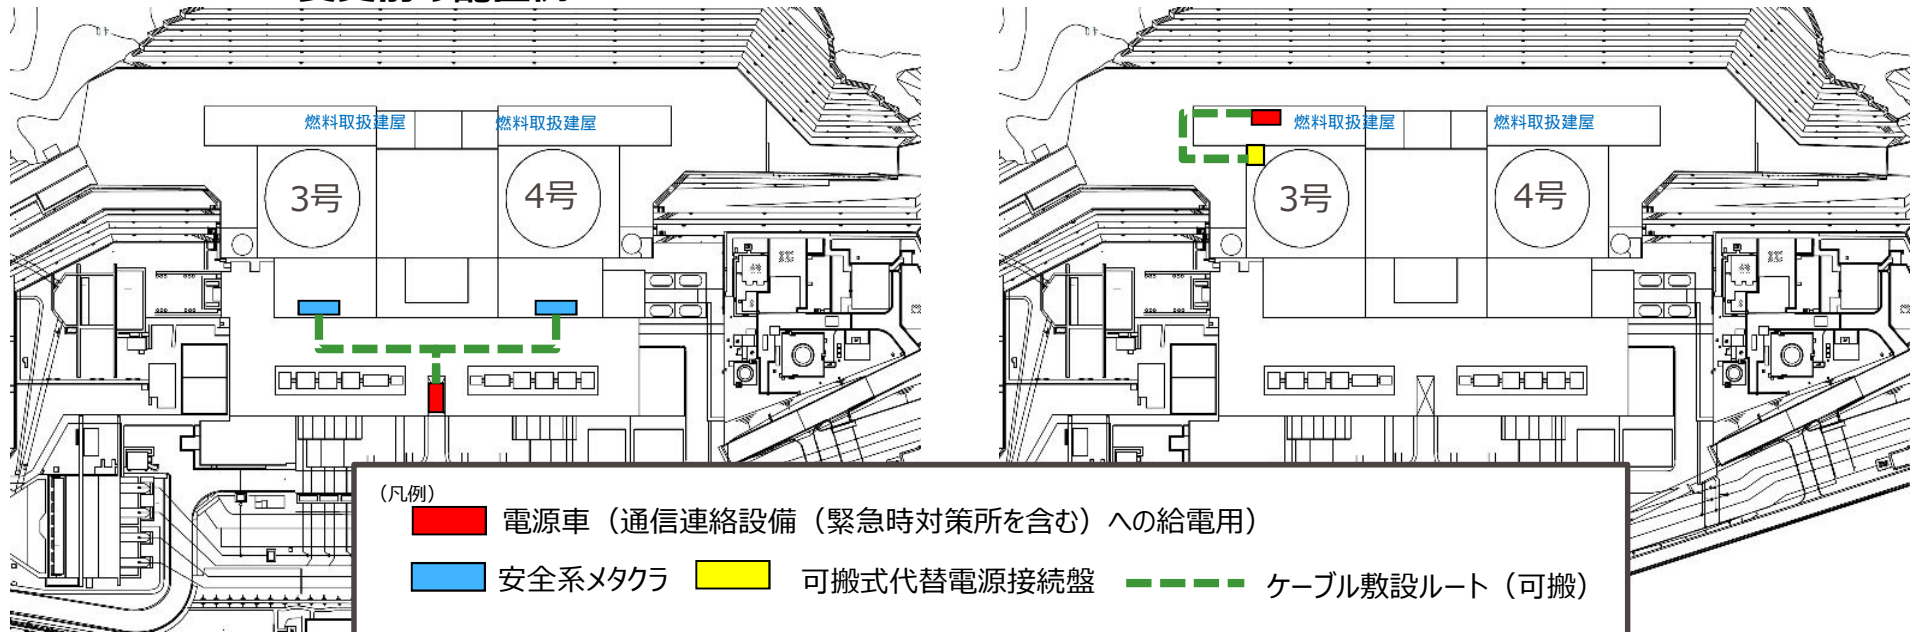 燃料取扱建屋
燃料取扱建屋
3号
4号
燃料取扱建屋
燃料取扱建屋
3号
4号
（凡例）
電源車（通信連絡設備（緊急時対策所を含む）への給電用）
安全系メタクラ
可搬式代替電源接続盤
ケーブル敷設ルート（可搬）